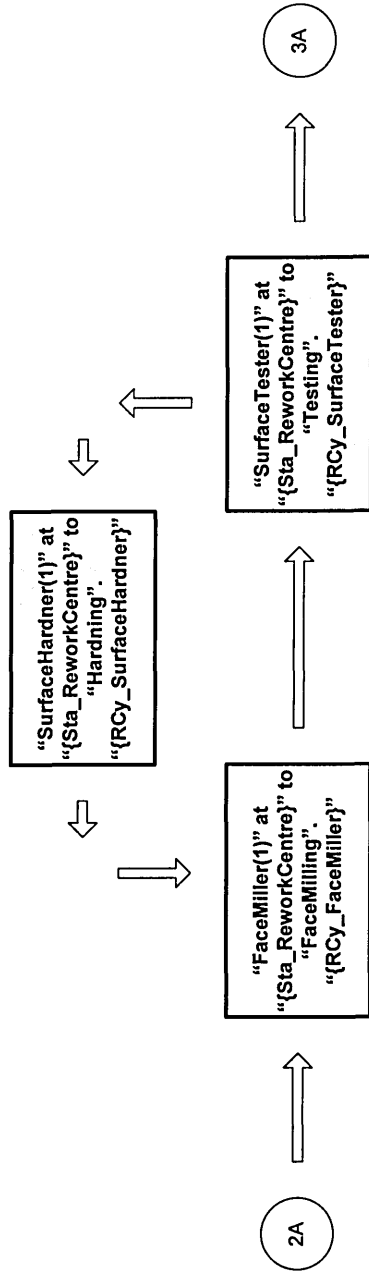 2A
“FaceMiller(1)” at
“{Sta_ReworkCentre}” to
“FaceMilling”.
“{RCy_FaceMiller}”
“SurfaceHardner(1)” at
“{Sta_ReworkCentre}” to
“Hardning”.
“{RCy_SurfaceHardner}”
“SurfaceTester(1)” at
“{Sta_ReworkCentre}” to
“Testing”.
“{RCy_SurfaceTester}”
3A